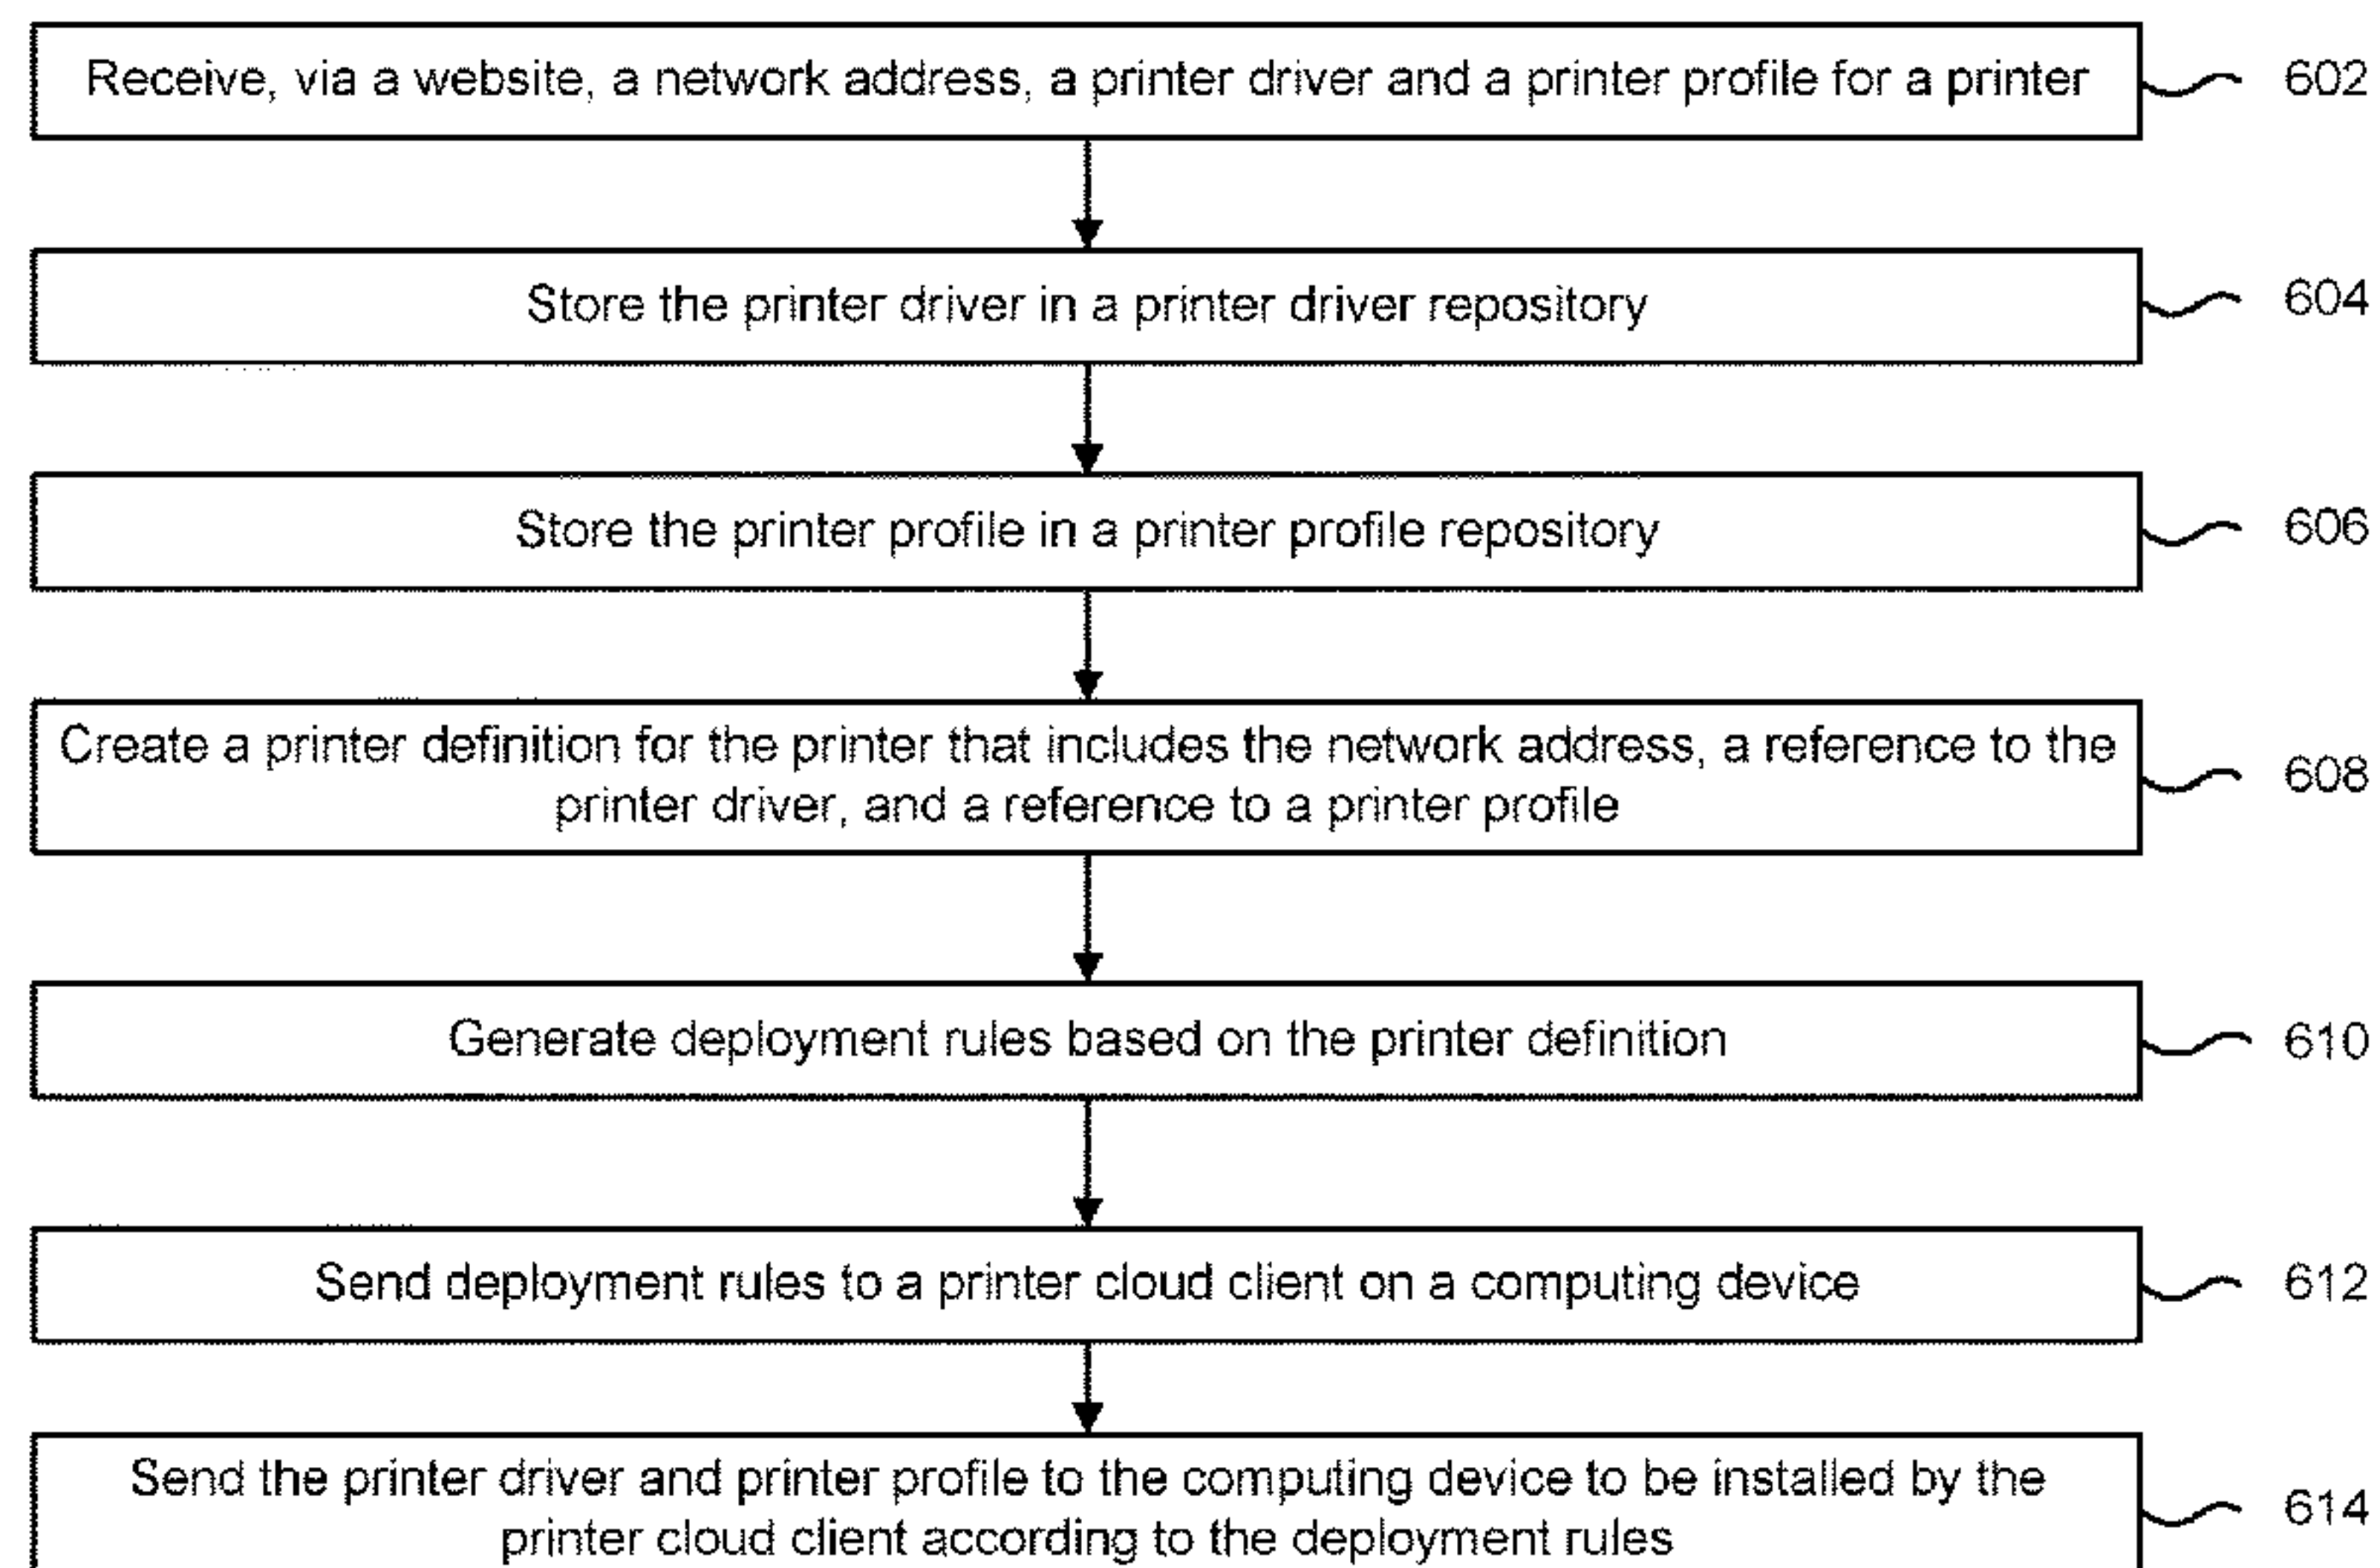 Receive, via a website, a network address, a printer driver and a printer profile for a printer
602
Store the printer driver in a printer driver repository
604
Store the printer profile in a printer profile repository
606
Create a printer definition for the printer that includes the network address, a reference to the
printer driver, and a reference to a printer profile
608
Generate deployment rules based on the printer definition
610
Send deployment rules to a printer cloud client on a computing device
612
Send the printer driver and printer profile to the computing device to be installed by the
printer cloud client according to the deployment rules
614